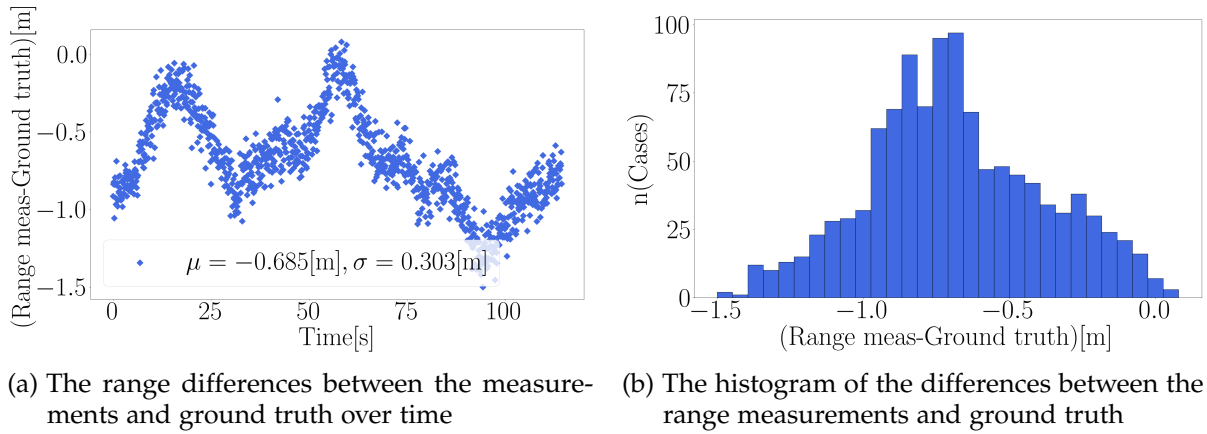 (Range meas-Ground truth)[m]
0.0
−0.5
−1.0
−1.5
μ = −0.685[m], σ = 0.303[m]
0 25 50 75 100
Time[s]
(a) The range differences between the measure-
ments and ground truth over time
n(Cases)
100
75
50
25
0
−1.5 −1.0 −0.5 0.0
(Range meas-Ground truth)[m]
(b) The histogram of the differences between the
range measurements and ground truth